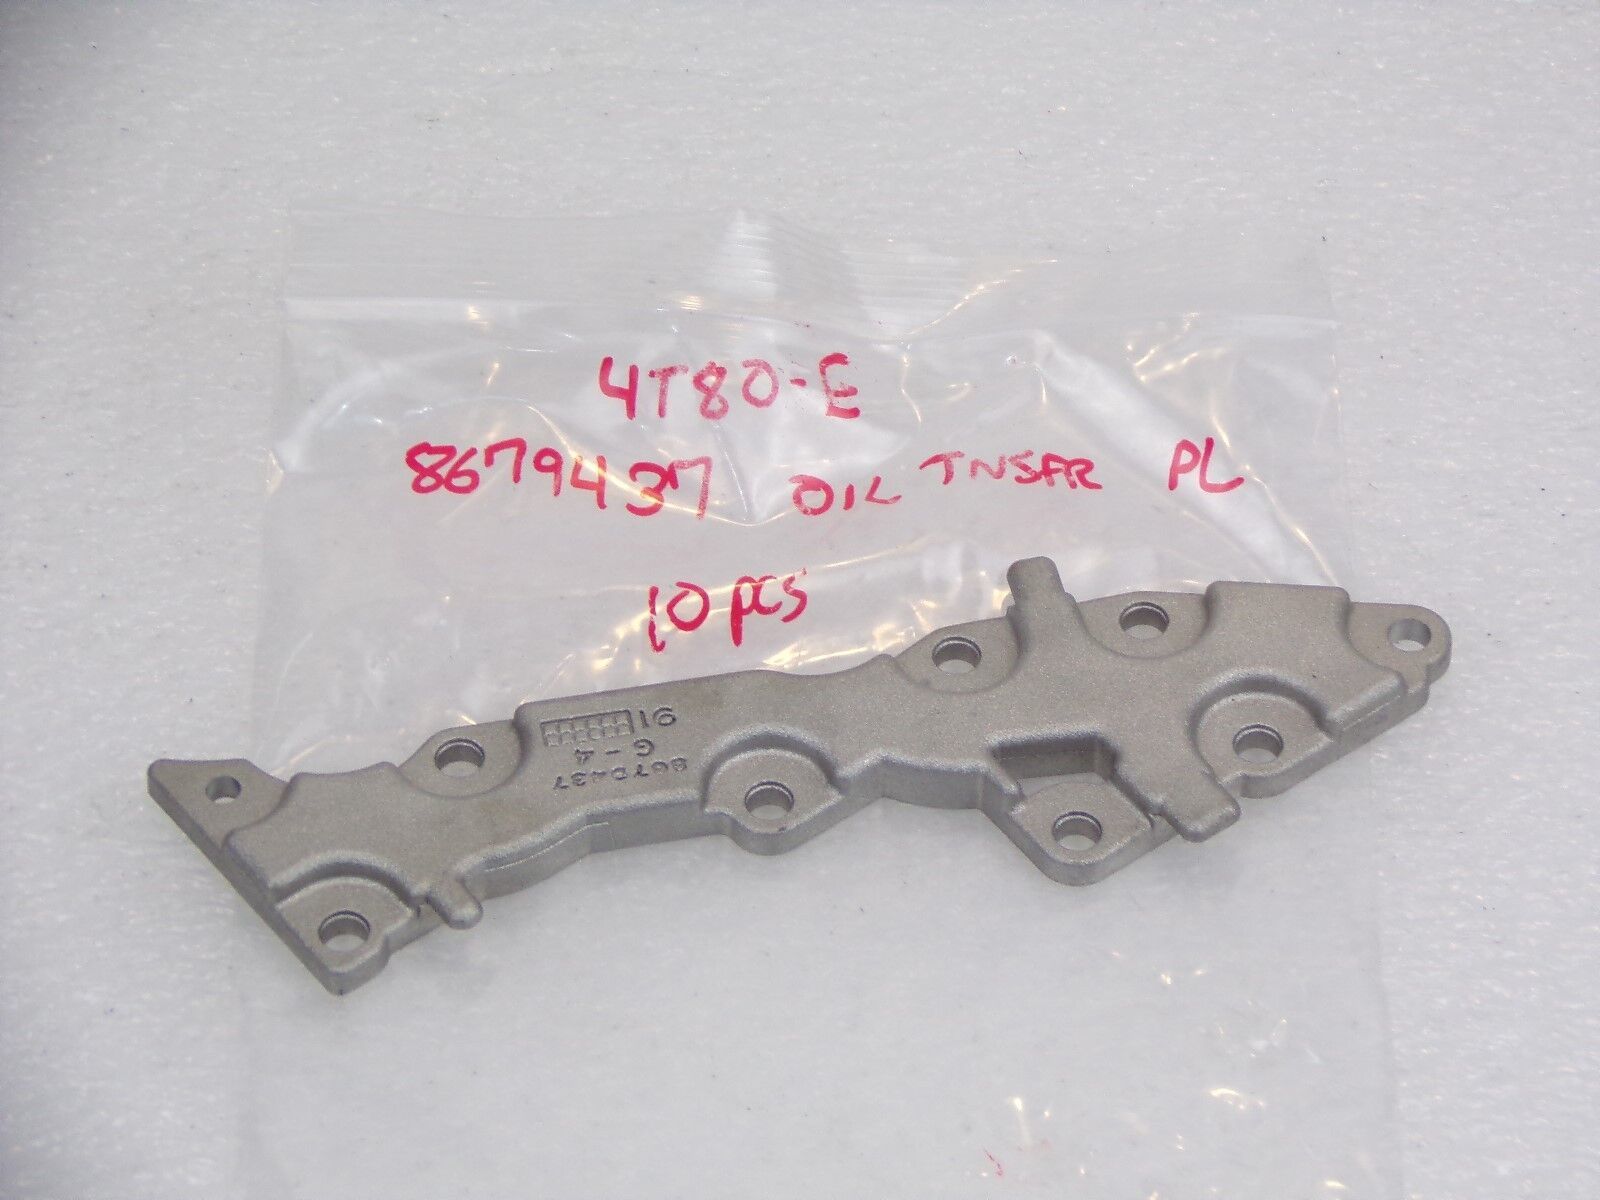 4T80-E
8679437 OIL TNSFR PL
10 pcs
91
G-4
8679437